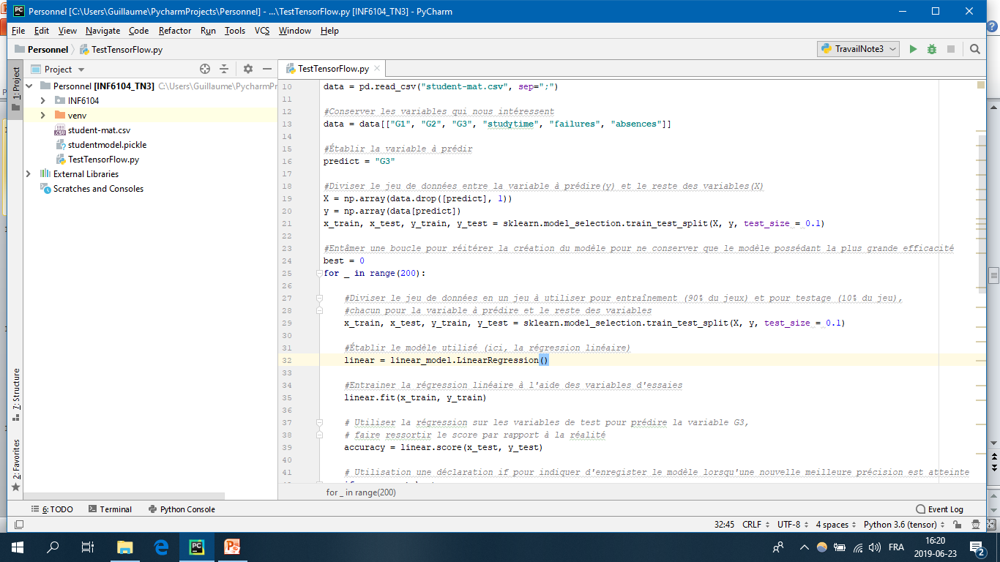 Personnel [C:\Users\Guillaume\PycharmProjects\Personnel] - ...\TestTensorFlow.py [INF6104_TN3] - PyCharm
File Edit View Navigate Code Refactor Run Tools VCS Window Help
Personnel TestTensorFlow.py
TravailNote3
1: Project
Project
TestTensorFlow.py
Personnel [INF6104_TN3] C:\Users\Guillaume\PycharmPr
INF6104
venv
student-mat.csv
studentmodel.pickle
TestTensorFlow.py
External Libraries
Scratches and Consoles
7: Structure
2: Favorites
10 data = pd.read_csv("student-mat.csv", sep=";")
11
12 #Conserver les variables qui nous intéressent
13 data = data[["G1", "G2", "G3", "studytime", "failures", "absences"]]
14
15 #Établir la variable à prédir
16 predict = "G3"
17
18 #Diviser le jeu de données entre la variable à prédire(y) et le reste des variables(X)
19 X = np.array(data.drop([predict], 1))
20 y = np.array(data[predict])
21 x_train, x_test, y_train, y_test = sklearn.model_selection.train_test_split(X, y, test_size = 0.1)
22
23 #Entâmer une boucle pour réitérer la création du modèle pour ne conserver que le modèle possédant la plus grande efficacité
24 best = 0
25 for _ in range(200):
26
27 #Diviser le jeu de données en un jeu à utiliser pour entraînement (90% du jeux) et pour testage (10% du jeu),
28 #chacun pour la variable à prédire et le reste des variables
29 x_train, x_test, y_train, y_test = sklearn.model_selection.train_test_split(X, y, test_size = 0.1)
30
31 #Établir le modèle utilisé (ici, la régression linéaire)
32 linear = linear_model.LinearRegression()
33
34 #Entrainer la régression linéaire à l'aide des variables d'essaies
35 linear.fit(x_train, y_train)
36
37 # Utiliser la régression sur les variables de test pour prédire la variable G3,
38 # faire ressortir le score par rapport à la réalité
39 accuracy = linear.score(x_test, y_test)
40
41 # Utilisation une déclaration if pour indiquer d'enregister le modèle lorsqu'une nouvelle meilleure précision est atteinte
for _ in range(200)
6: TODO Terminal Python Console Event Log
32:45 CRLF UTF-8 4 spaces Python 3.6 (tensor)
FRA
16:20
2019-06-23
2